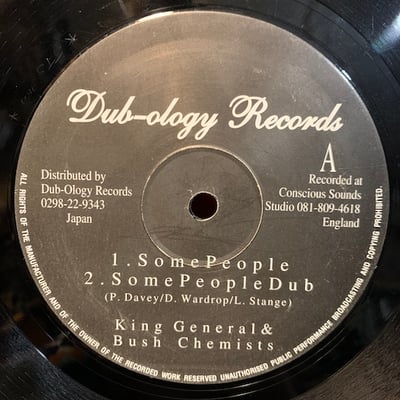 Dub-ology Records
Distributed by
Dub-Ology Records
0298-22-9343
Japan
A
Recorded at
Conscious Sounds
Studio 081-809-4618
England
1. Some People
2. Some People Dub
(P. Davey/D. Wardrop/L. Stange)
King General &
Bush Chemists
ALL RIGHTS OF THE MANUFACTURER AND OF THE OWNER OF THE RECORDED WORK RESERVED UNAUTHORISED PUBLIC PERFORMANCE BROADCASTING AND COPYING PROHIBITED.